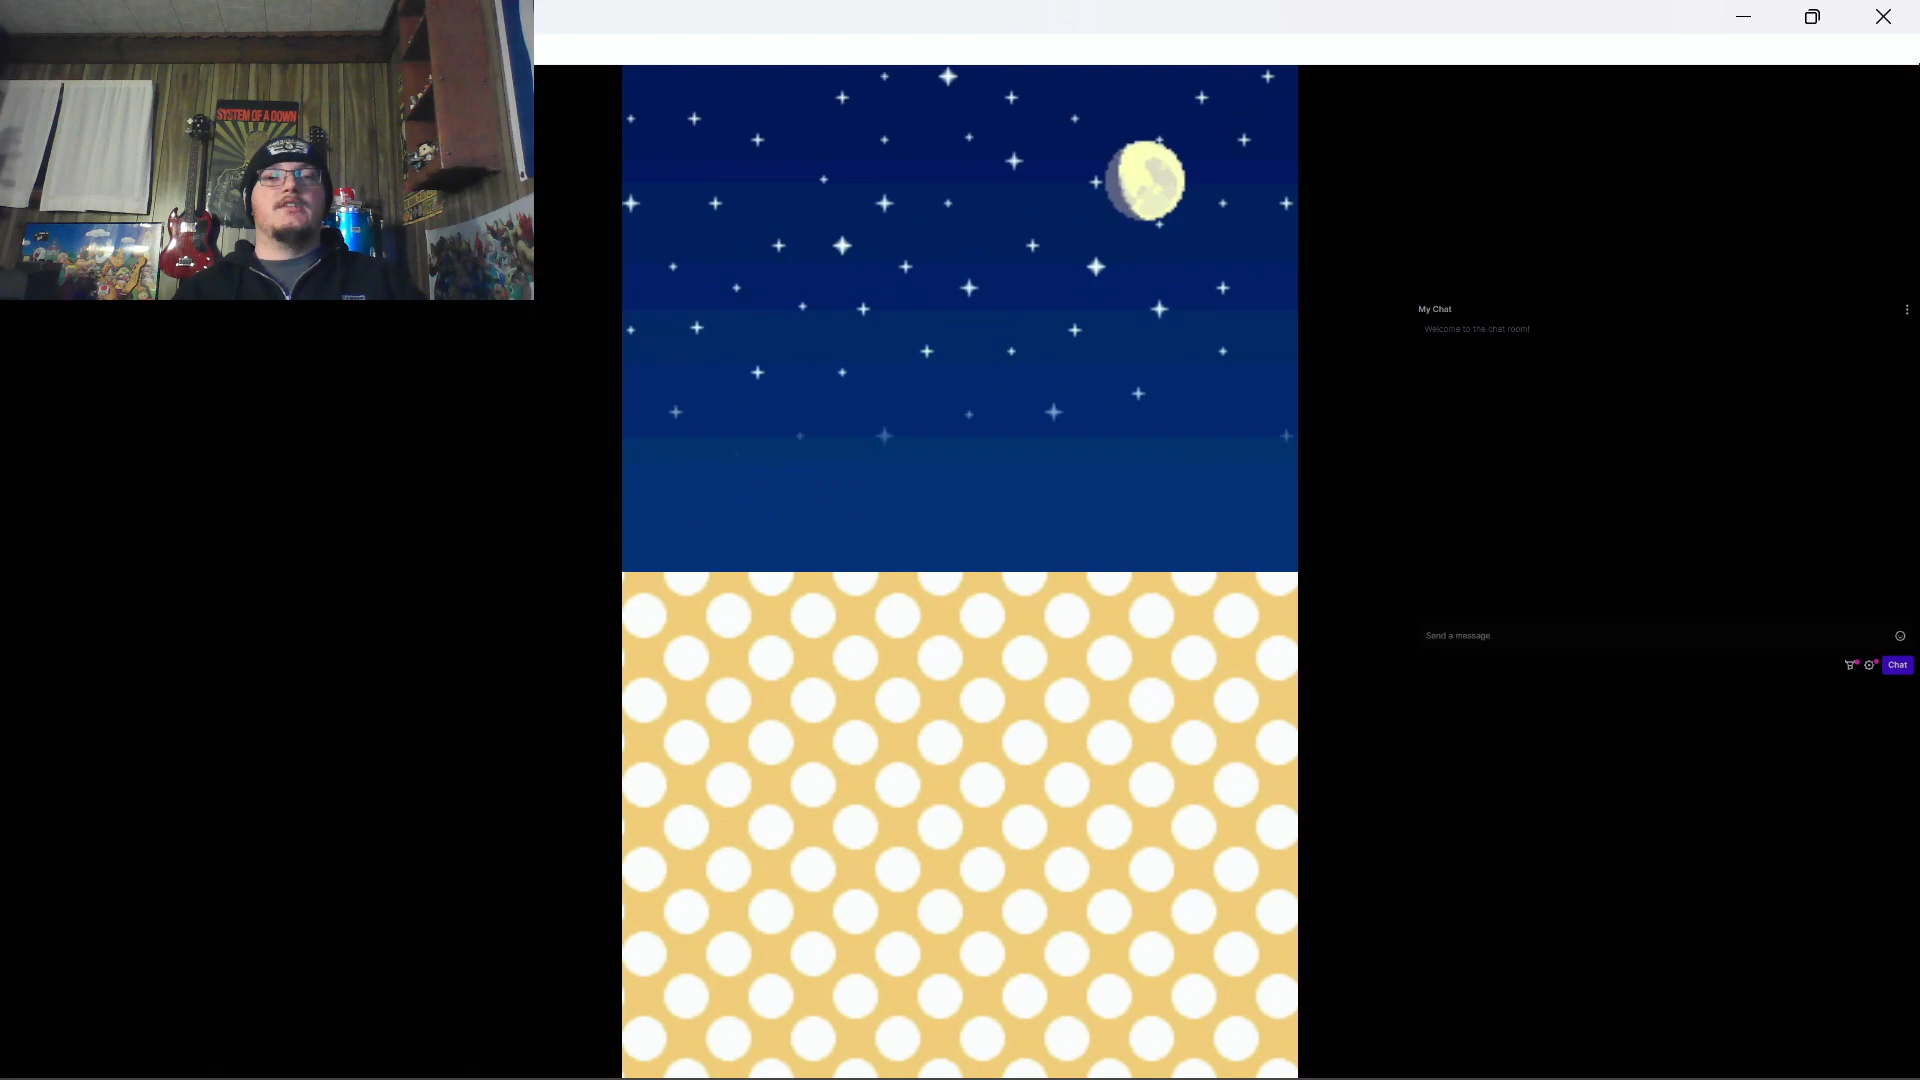 SYSTEM OF A DOWN
My Chat
Welcome to the chat room!
Send a message
Chat